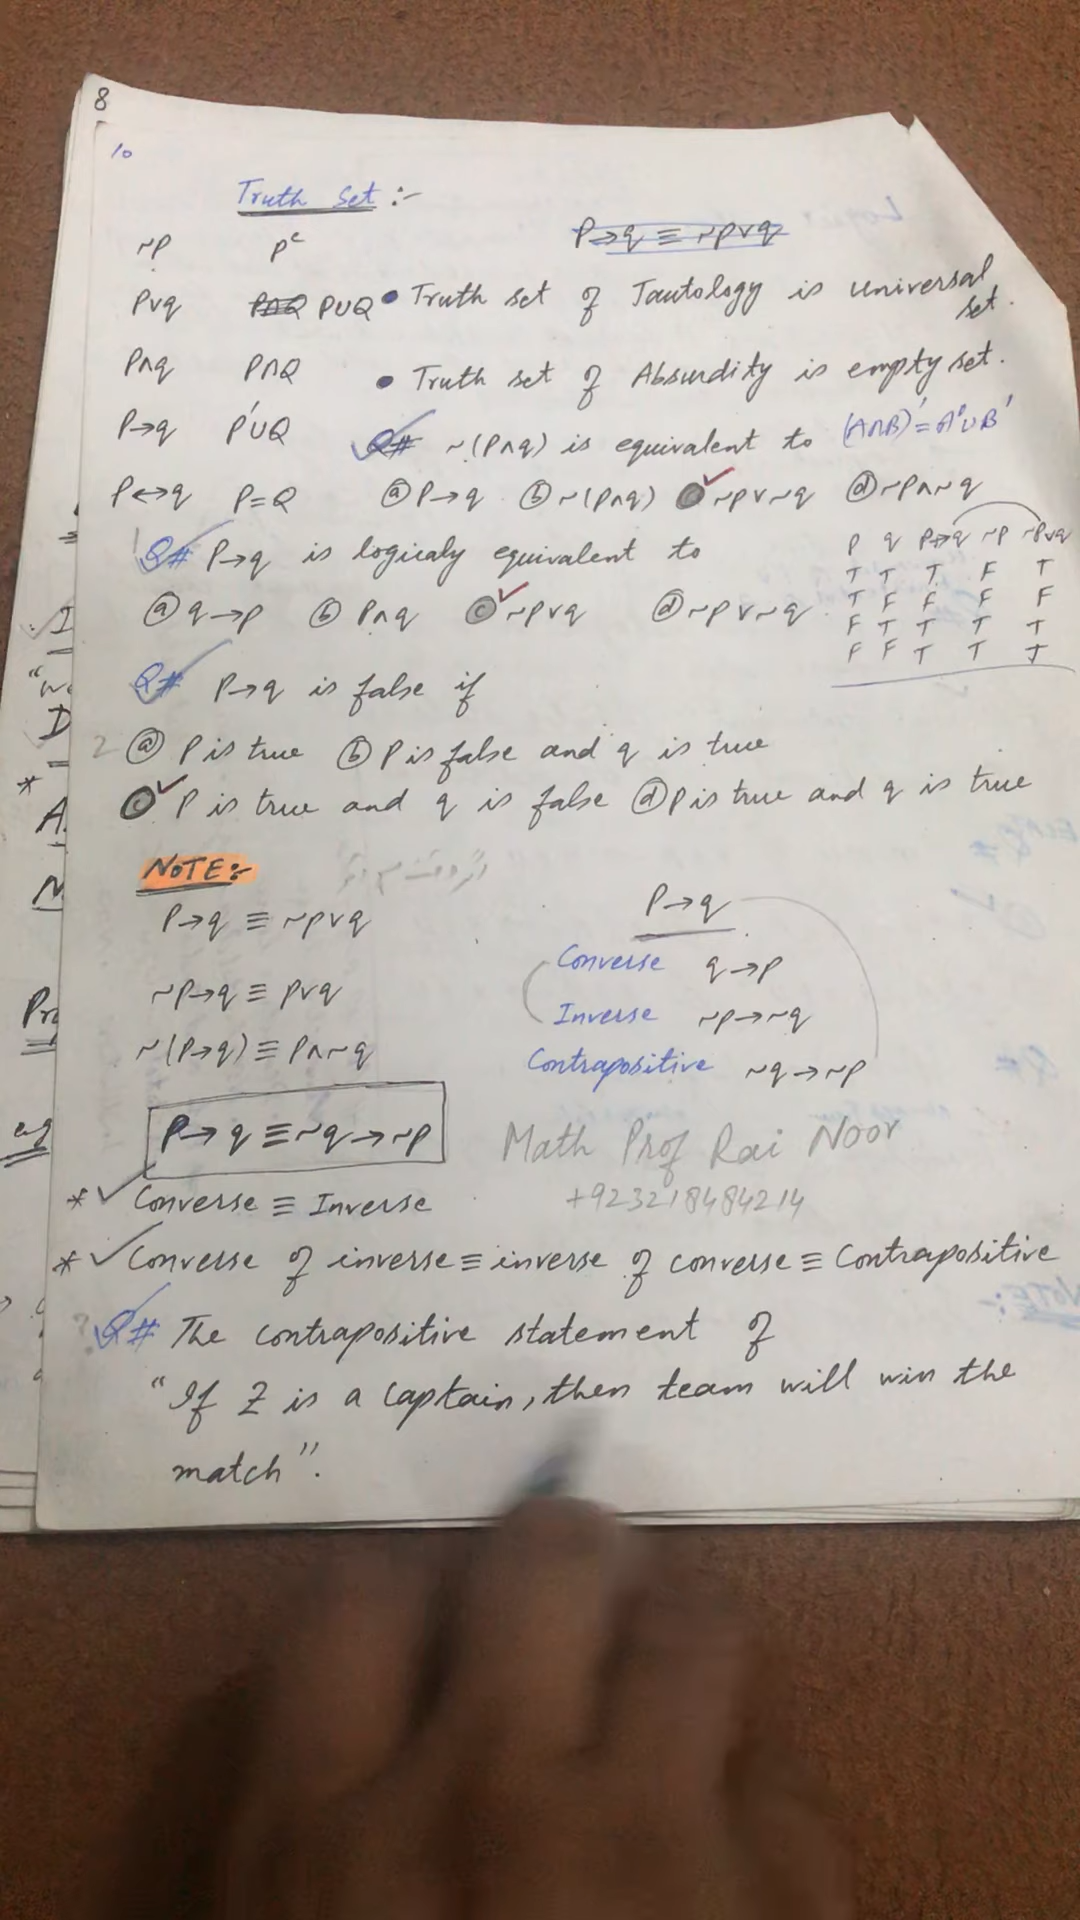 8
10
Truth Set :-
~p P^c
P→q ≡ ~p∨q
p∨q P∩Q P∪Q
• Truth set of Tautology is universal set.
p∧q P∩Q
• Truth set of Absurdity is empty set.
p→q P'∪Q
Q# ~(p∧q) is equivalent to (A∩B)'=A'∪B'
p↔q P=Q
ⓐ p→q ⓑ ~(p∧q) ⓒ ~p∨~q ⓓ ~p∧~q
Q# p→q is logicaly equivalent to
ⓐ q→p ⓑ p∧q ⓒ ~p∨q ⓓ ~p∨~q
p q p→q ~p ~p∨q
T T T F T
T F F F F
F T T T T
F F T T T
Q# p→q is false if
2 ⓐ p is true ⓑ p is false and q is true
ⓒ p is true and q is false ⓓ p is true and q is true
NOTE:-
p→q ≡ ~p∨q
~p→q ≡ p∨q
~(p→q) ≡ p∧~q
p→q ≡ ~q→~p
p→q
Converse q→p
Inverse ~p→~q
Contrapositive ~q→~p
Math Prof Rai Noor
+923218484214
* Converse ≡ Inverse
* Converse of inverse ≡ inverse of converse ≡ Contrapositive
Q# The contrapositive statement of
"If Z is a captain, then team will win the
match".
Pro
eg